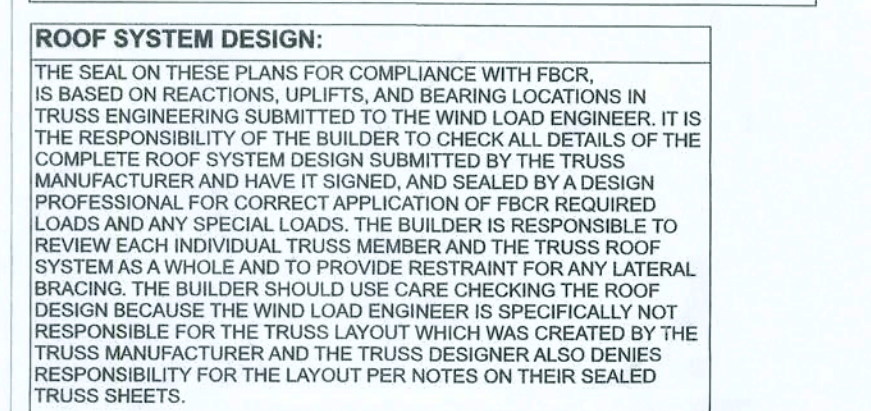 ROOF SYSTEM DESIGN:
THE SEAL ON THESE PLANS FOR COMPLIANCE WITH FBCR,
IS BASED ON REACTIONS, UPLIFTS, AND BEARING LOCATIONS IN
TRUSS ENGINEERING SUBMITTED TO THE WIND LOAD ENGINEER. IT IS
THE RESPONSIBILITY OF THE BUILDER TO CHECK ALL DETAILS OF THE
COMPLETE ROOF SYSTEM DESIGN SUBMITTED BY THE TRUSS
MANUFACTURER AND HAVE IT SIGNED, AND SEALED BY A DESIGN
PROFESSIONAL FOR CORRECT APPLICATION OF FBCR REQUIRED
LOADS AND ANY SPECIAL LOADS. THE BUILDER IS RESPONSIBLE TO
REVIEW EACH INDIVIDUAL TRUSS MEMBER AND THE TRUSS ROOF
SYSTEM AS A WHOLE AND TO PROVIDE RESTRAINT FOR ANY LATERAL
BRACING. THE BUILDER SHOULD USE CARE CHECKING THE ROOF
DESIGN BECAUSE THE WIND LOAD ENGINEER IS SPECIFICALLY NOT
RESPONSIBLE FOR THE TRUSS LAYOUT WHICH WAS CREATED BY THE
TRUSS MANUFACTURER AND THE TRUSS DESIGNER ALSO DENIES
RESPONSIBILITY FOR THE LAYOUT PER NOTES ON THEIR SEALED
TRUSS SHEETS.